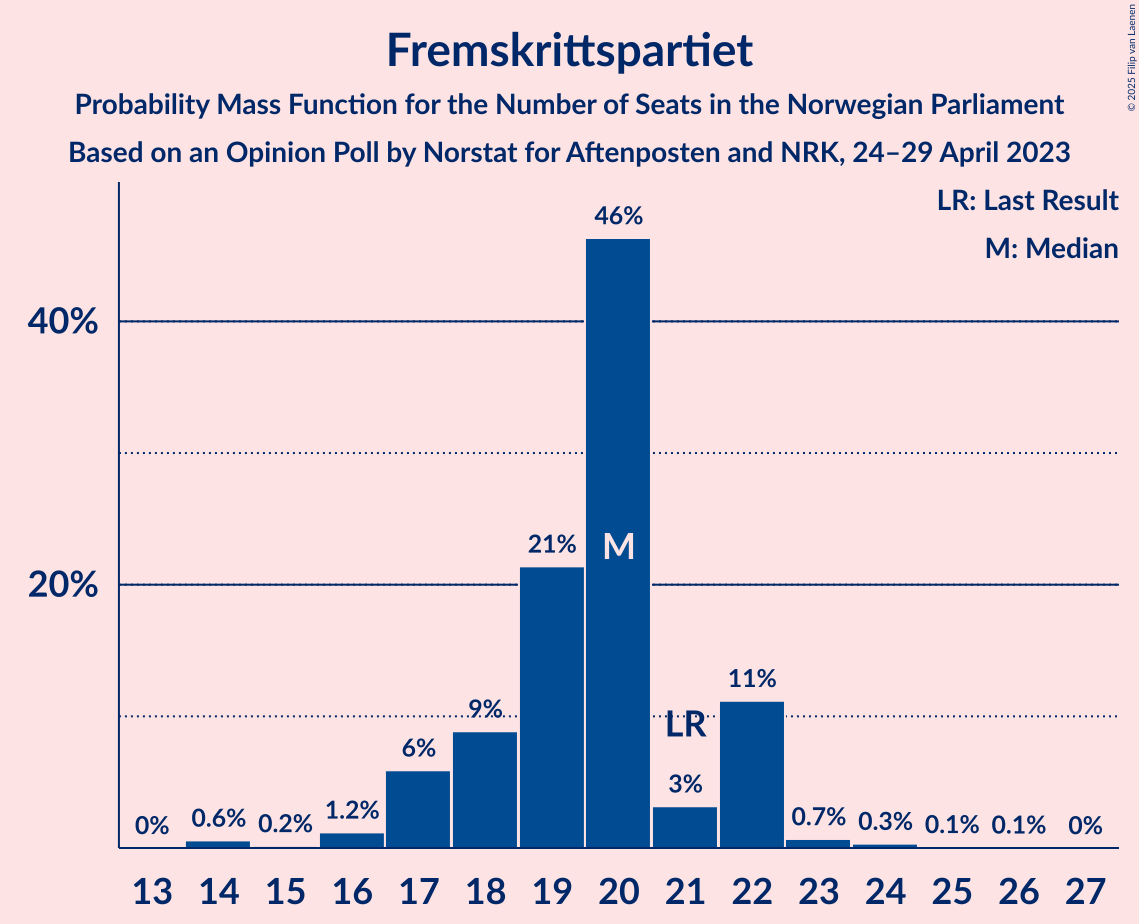 Fremskrittspartiet
Probability Mass Function for the Number of Seats in the Norwegian Parliament
Based on an Opinion Poll by Norstat for Aftenposten and NRK, 24–29 April 2023
© 2025 Filip van Laenen
LR: Last Result
M: Median
40%
20%
0%
0.6%
0.2%
1.2%
6%
9%
21%
46%
M
LR
3%
11%
0.7%
0.3%
0.1%
0.1%
0%
13 14 15 16 17 18 19 20 21 22 23 24 25 26 27